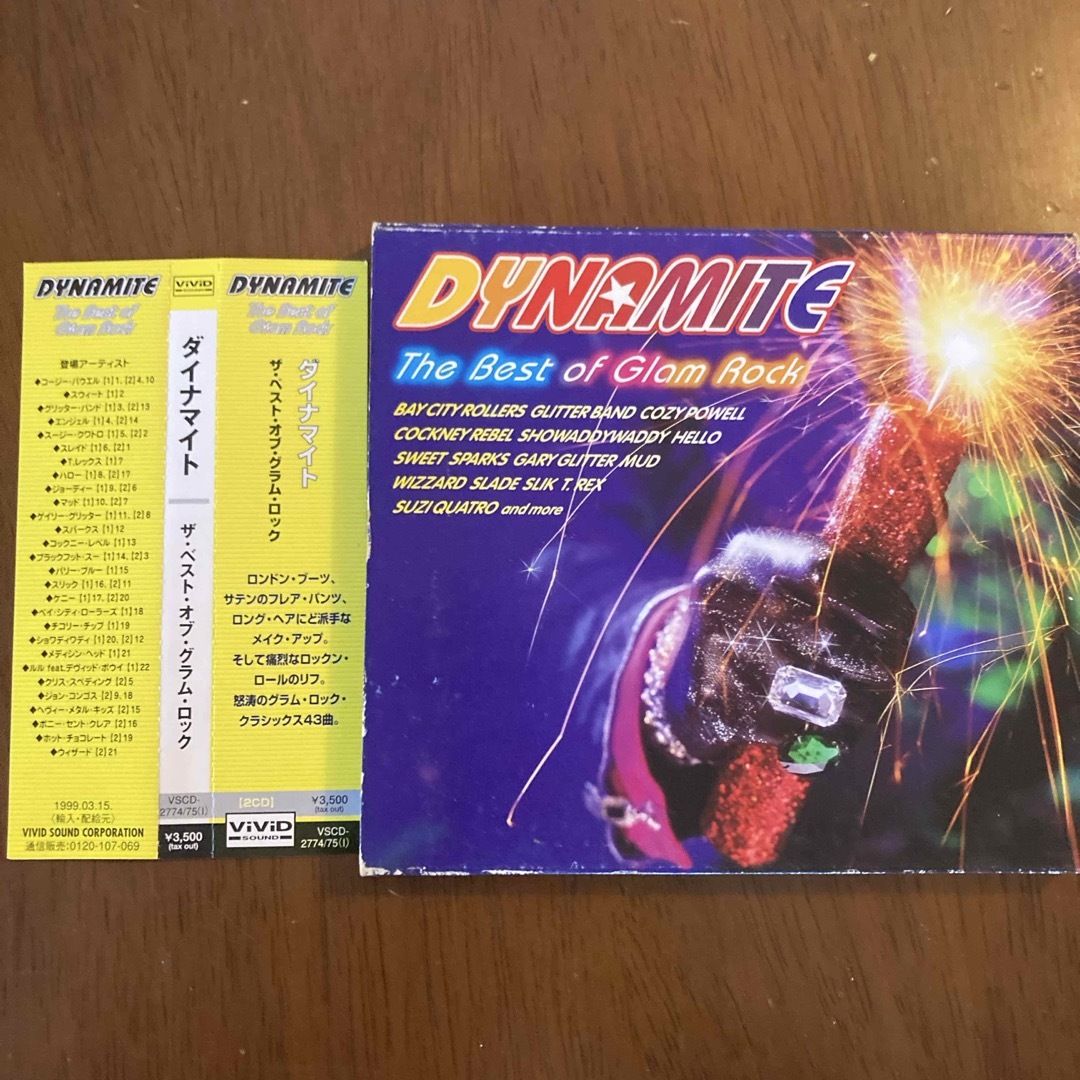 DYNAMITE
The Best of
Glam Rock
登場アーティスト
◆コージー・パウエル [1] 1、[2] 4、10
◆スウィート [1] 2
◆グリッター・バンド [1] 3、[2] 13
◆エンジェル [1] 4、[2] 14
◆スージー・クワトロ [1] 5、[2] 2
◆スレイド [1] 6、[2] 1
◆T.レックス [1] 7
◆ハロー [1] 8、[2] 17
◆ジョーディー [1] 9、[2] 6
◆マッド [1] 10、[2] 7
◆ゲイリー・グリッター [1] 11、[2] 8
◆スパークス [1] 12
◆コックニー・レベル [1] 13
◆ブラックフット・スー [1] 14、[2] 3
◆バリー・ブルー [1] 15
◆スリック [1] 16、[2] 11
◆ケニー [1] 17、[2] 20
◆ベイ・シティ・ローラーズ [1] 18
◆チコリー・チップ [1] 19
◆ショワディワディ [1] 20、[2] 12
◆メディシン・ヘッド [1] 21
◆ルル feat.デヴィッド・ボウイ [1] 22
◆クリス・スペディング [2] 5
◆ジョン・コンゴス [2] 9、18
◆ヘヴィー・メタル・キッズ [2] 15
◆ボニー・セント・クレア [2] 16
◆ホット・チョコレート [2] 19
◆ウィザード [2] 21
1999.03.15.
(輸入・配給元)
VIVID SOUND CORPORATION
通信販売:0120-107-069
ViViD
SOUND
ダイナマイト
ザ・ベスト・オブ・グラム・ロック
VSCD-
2774/75(I)
¥3,500
(tax out)
DYNAMITE
The Best of
Glam Rock
ダイナマイト
ザ・ベスト・オブ・グラム・ロック
ロンドン・ブーツ、
サテンのフレア・パンツ、
ロング・ヘアにど派手な
メイク・アップ。
そして痛烈なロックン・
ロールのリフ。
怒涛のグラム・ロック・
クラシックス43曲。
[2CD]
¥3,500
(tax out)
ViViD
SOUND
VSCD-
2774/75(I)
DYNAMITE
The Best of Glam Rock
BAY CITY ROLLERS GLITTER BAND COZY POWELL
COCKNEY REBEL SHOWADDYWADDY HELLO
SWEET SPARKS GARY GLITTER MUD
WIZZARD SLADE SLIK T. REX
SUZI QUATRO and more